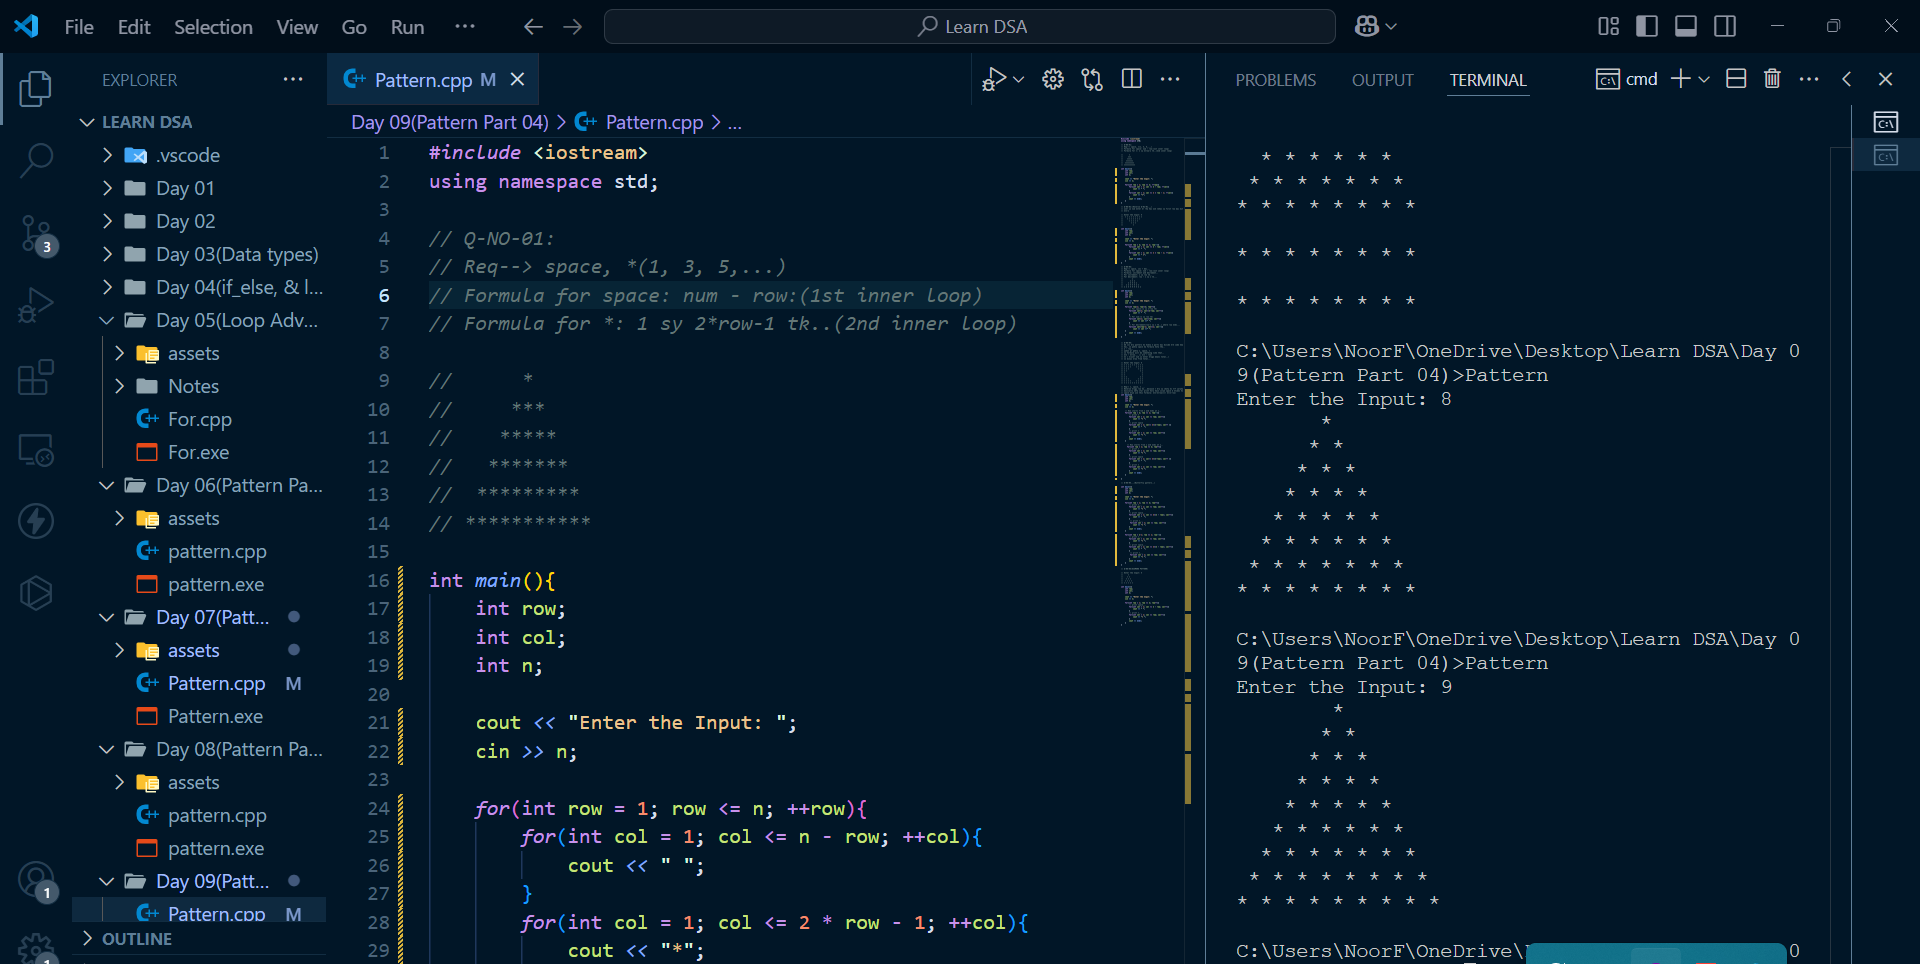 File Edit Selection View Go Run ... Learn DSA
EXPLORER ...
LEARN DSA
.vscode
Day 01
Day 02
Day 03(Data types)
Day 04(if_else, & l...
Day 05(Loop Adv...
assets
Notes
For.cpp
For.exe
Day 06(Pattern Pa...
assets
pattern.cpp
pattern.exe
Day 07(Patt...
assets
Pattern.cpp M
Pattern.exe
Day 08(Pattern Pa...
assets
pattern.cpp
pattern.exe
Day 09(Patt...
Pattern.cpp M
OUTLINE
3
1
1
Pattern.cpp M
Day 09(Pattern Part 04) > Pattern.cpp > ...
1 #include <iostream>
2 using namespace std;
3
4 // Q-NO-01:
5 // Req--> space, *(1, 3, 5,...)
6 // Formula for space: num - row:(1st inner loop)
7 // Formula for *: 1 sy 2*row-1 tk..(2nd inner loop)
8
9 //      *
10 //     ***
11 //    *****
12 //   *******
13 //  *********
14 // ***********
15
16 int main(){
17     int row;
18     int col;
19     int n;
20
21     cout << "Enter the Input: ";
22     cin >> n;
23
24     for(int row = 1; row <= n; ++row){
25         for(int col = 1; col <= n - row; ++col){
26             cout << " ";
27         }
28         for(int col = 1; col <= 2 * row - 1; ++col){
29             cout << "*";
PROBLEMS OUTPUT TERMINAL cmd
  * * * * * *
 * * * * * * *
* * * * * * * *
* * * * * * * *
* * * * * * * *
C:\Users\NoorF\OneDrive\Desktop\Learn DSA\Day 0
9(Pattern Part 04)>Pattern
Enter the Input: 8
       *
      * *
     * * *
    * * * *
   * * * * *
  * * * * * *
 * * * * * * *
* * * * * * * *
C:\Users\NoorF\OneDrive\Desktop\Learn DSA\Day 0
9(Pattern Part 04)>Pattern
Enter the Input: 9
        *
       * *
      * * *
     * * * *
    * * * * *
   * * * * * *
  * * * * * * *
 * * * * * * * *
* * * * * * * * *
C:\Users\NoorF\OneDrive\ 0